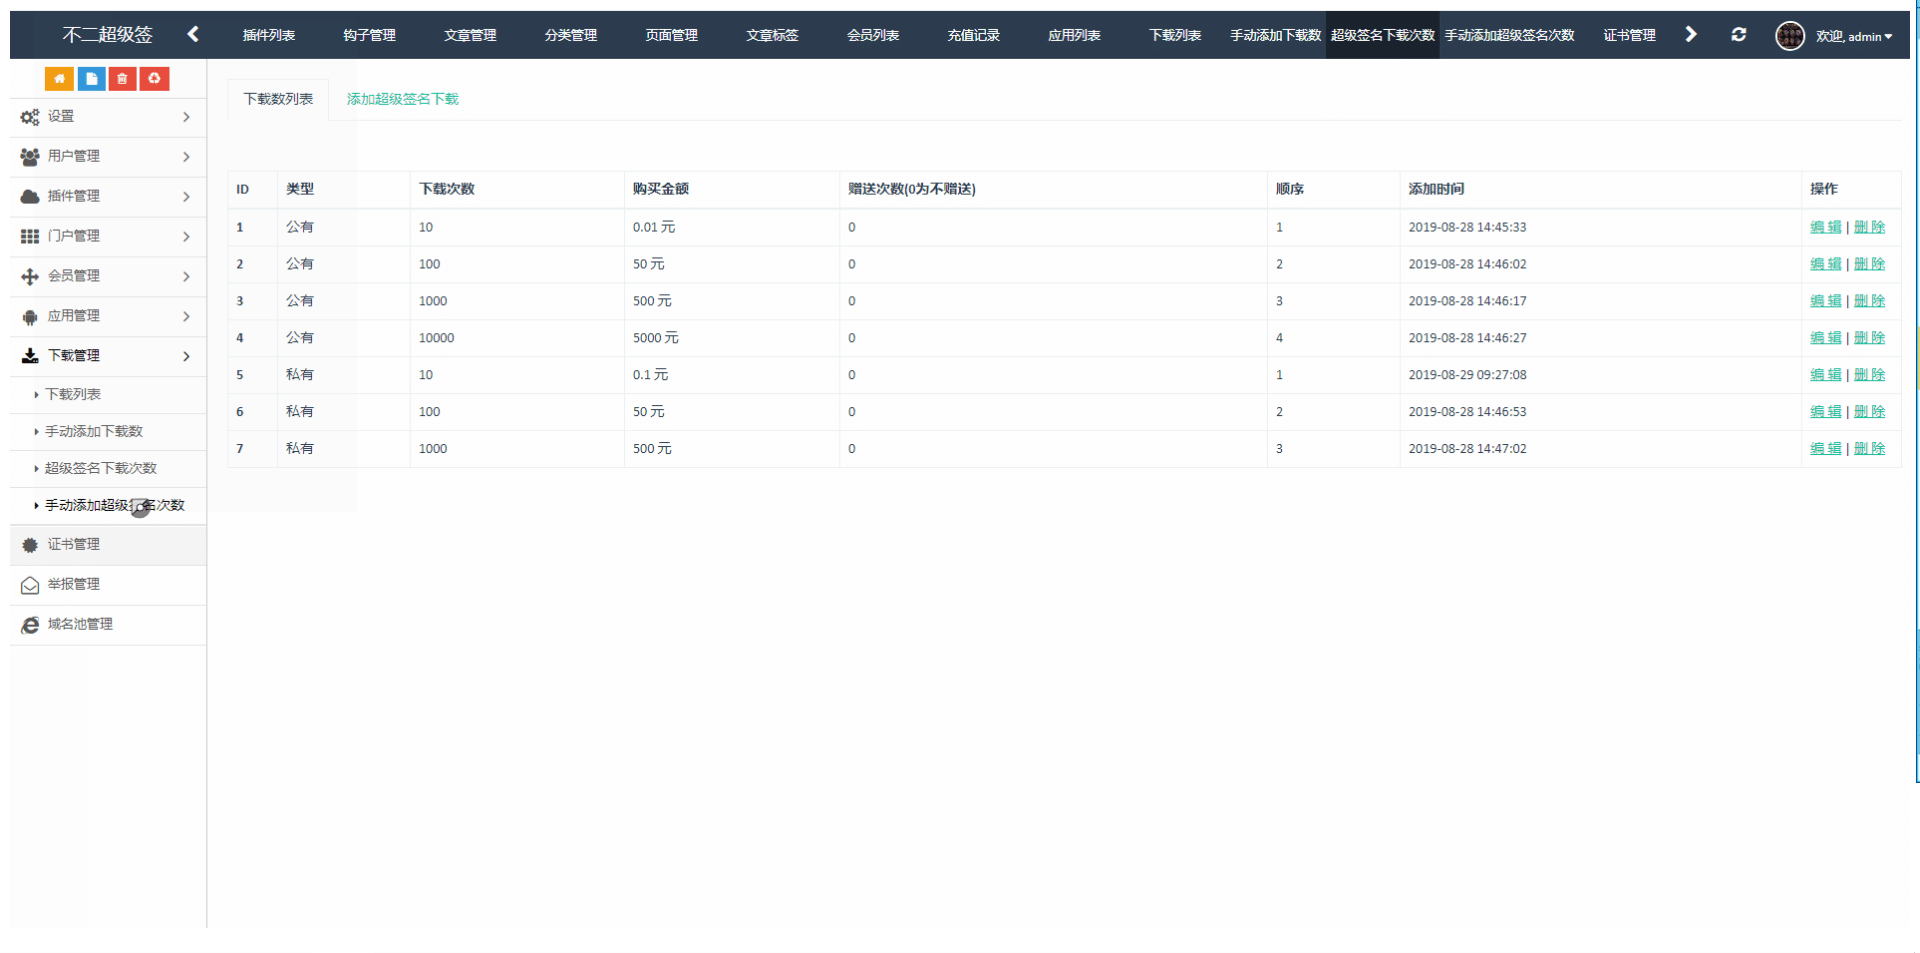 不二超级签 插件列表 钩子管理 文章管理 分类管理 页面管理 文章标签 会员列表 充值记录 应用列表 下载列表 手动添加下载数 超级签名下载次数 手动添加超级签名次数 证书管理 欢迎, admin
设置
用户管理
插件管理
门户管理
会员管理
应用管理
下载管理
下载列表
手动添加下载数
超级签名下载次数
手动添加超级签名次数
证书管理
举报管理
域名池管理
下载数列表 添加超级签名下载
ID 类型 下载次数 购买金额 赠送次数(0为不赠送) 顺序 添加时间 操作
1 公有 10 0.01 元 0 1 2019-08-28 14:45:33 编辑 | 删除
2 公有 100 50 元 0 2 2019-08-28 14:46:02 编辑 | 删除
3 公有 1000 500 元 0 3 2019-08-28 14:46:17 编辑 | 删除
4 公有 10000 5000 元 0 4 2019-08-28 14:46:27 编辑 | 删除
5 私有 10 0.1 元 0 1 2019-08-29 09:27:08 编辑 | 删除
6 私有 100 50 元 0 2 2019-08-28 14:46:53 编辑 | 删除
7 私有 1000 500 元 0 3 2019-08-28 14:47:02 编辑 | 删除